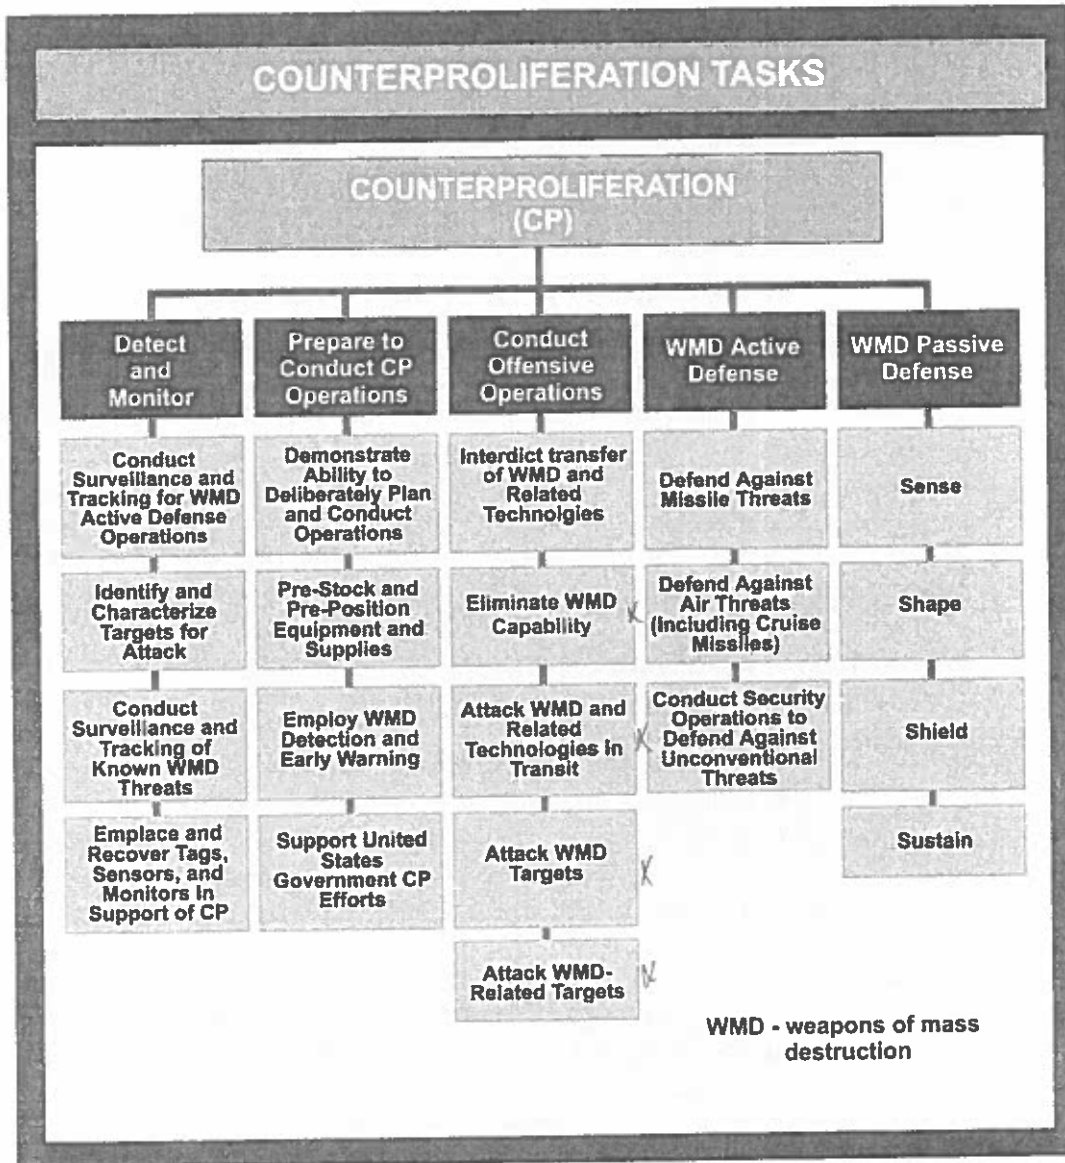 COUNTERPROLIFERATION TASKS
COUNTERPROLIFERATION
(CP)
Detect
and
Monitor
Conduct
Surveillance and
Tracking for WMD
Active Defense
Operations
Identify and
Characterize
Targets for
Attack
Conduct
Surveillance and
Tracking of
Known WMD
Threats
Emplace and
Recover Tags,
Sensors, and
Monitors In
Support of CP
Prepare to
Conduct CP
Operations
Demonstrate
Ability to
Deliberately Plan
and Conduct
Operations
Pre-Stock and
Pre-Position
Equipment and
Supplies
Employ WMD
Detection and
Early Warning
Support United
States
Government CP
Efforts
Conduct
Offensive
Operations
Interdict transfer
of WMD and
Related
Technolgies
Eliminate WMD
Capability
X
Attack WMD and
Related
Technologies in
Transit
X
Attack WMD
Targets
X
Attack WMD-
Related Targets
X
WMD Active
Defense
Defend Against
Missile Threats
Defend Against
Air Threats
(Including Cruise
Missiles)
Conduct Security
Operations to
Defend Against
Unconventional
Threats
WMD Passive
Defense
Sense
Shape
Shield
Sustain
WMD - weapons of mass
destruction